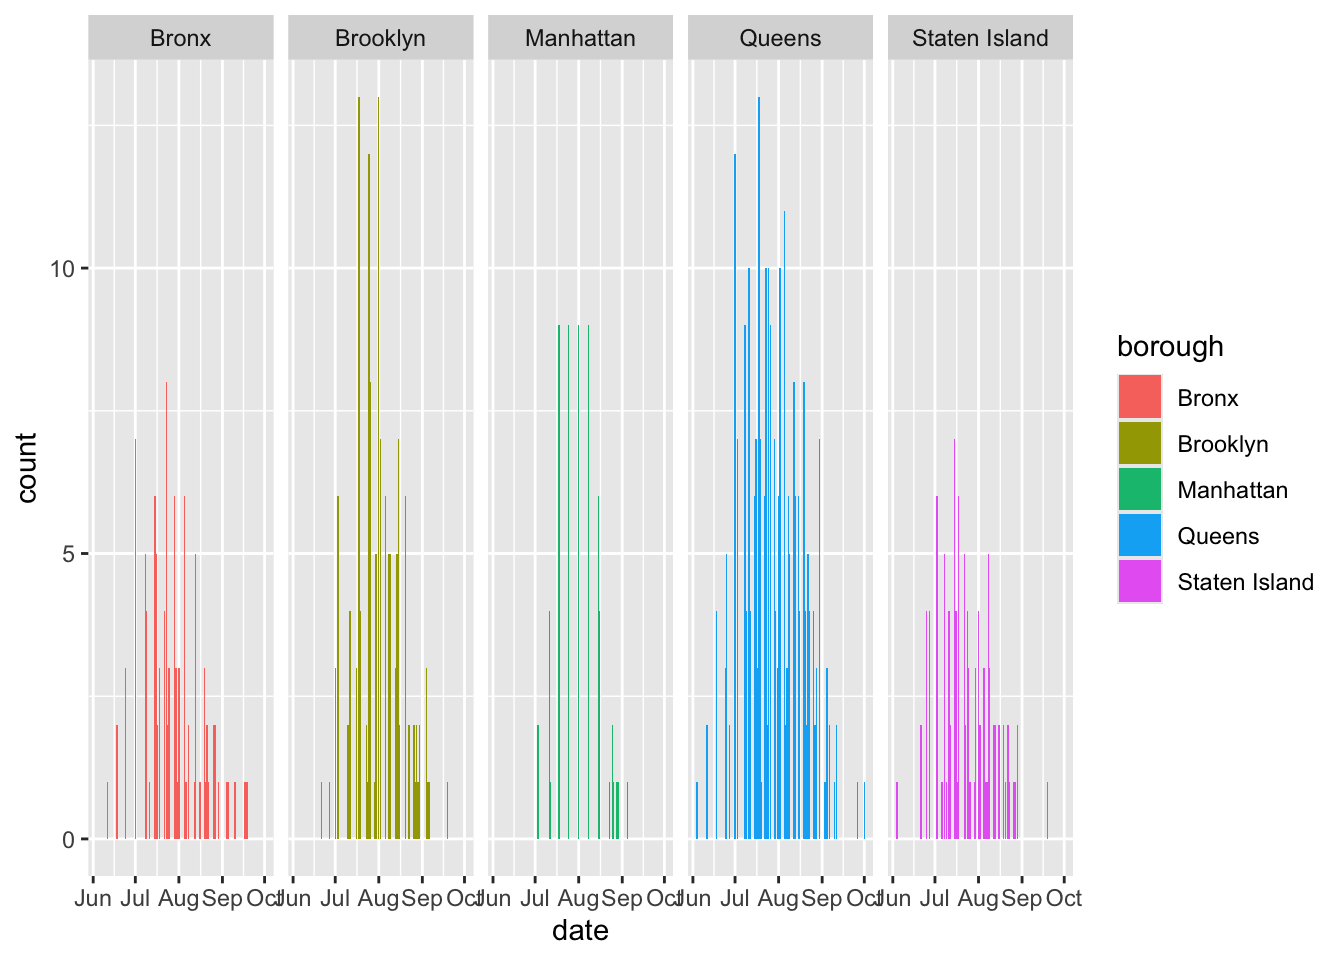 Bronx Brooklyn Manhattan Queens Staten Island
10
5
0
count
Jun Jul Aug Sep Oct Jun Jul Aug Sep Oct Jun Jul Aug Sep Oct Jun Jul Aug Sep Oct Jun Jul Aug Sep Oct
date
borough
Bronx
Brooklyn
Manhattan
Queens
Staten Island